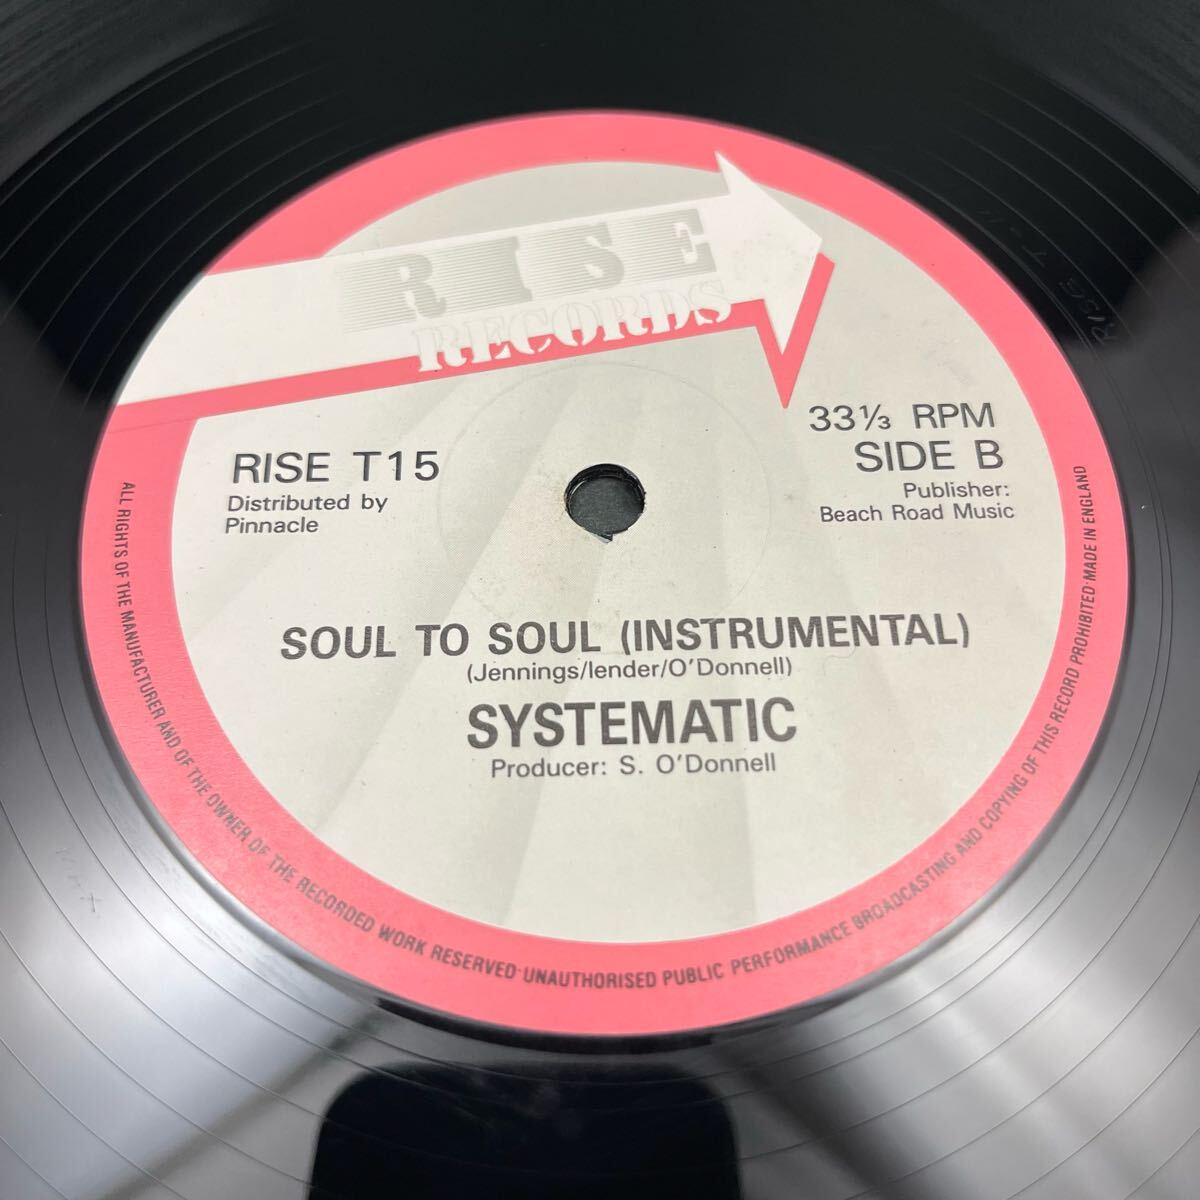 RISE
RECORDS
RISE T15
Distributed by
Pinnacle
33⅓ RPM
SIDE B
Publisher:
Beach Road Music
SOUL TO SOUL (INSTRUMENTAL)
(Jennings/lender/O'Donnell)
SYSTEMATIC
Producer: S. O'Donnell
ALL RIGHTS OF THE MANUFACTURER AND OF THE OWNER OF THE RECORDED WORK RESERVED·UNAUTHORISED PUBLIC PERFORMANCE BROADCASTING AND COPYING OF THIS RECORD PROHIBITED·MADE IN ENGLAND